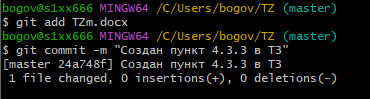 bogov@s1xx666 MINGW64 /C/Users/bogov/TZ (master)
$ git add TZm.docx
bogov@s1xx666 MINGW64 /C/Users/bogov/TZ (master)
$ git commit -m "Создан пункт 4.3.3 в ТЗ"
[master 24a748f] Создан пункт 4.3.3 в ТЗ
1 file changed, 0 insertions(+), 0 deletions(-)